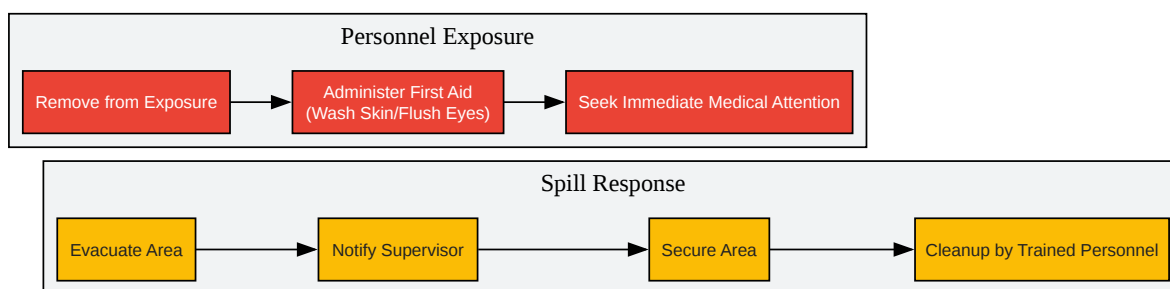 Personnel Exposure
Remove from Exposure
Administer First Aid
(Wash Skin/Flush Eyes)
Seek Immediate Medical Attention
Spill Response
Evacuate Area
Notify Supervisor
Secure Area
Cleanup by Trained Personnel